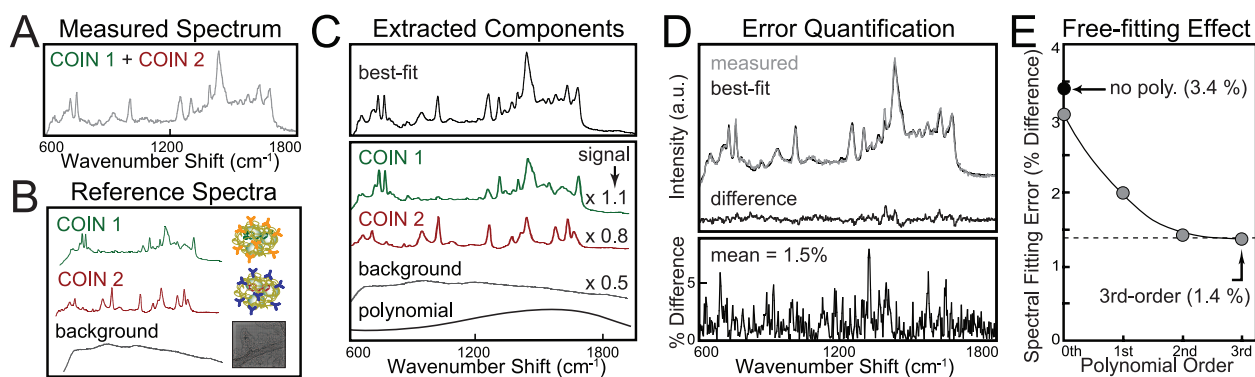 A Measured Spectrum
COIN 1 + COIN 2
600 1200 1800
Wavenumber Shift (cm-1)
B Reference Spectra
COIN 1
COIN 2
background
C Extracted Components
best-fit
COIN 1
signal
x 1.1
COIN 2
x 0.8
background
x 0.5
polynomial
600 1200 1800
Wavenumber Shift (cm-1)
D Error Quantification
measured
best-fit
Intensity (a.u.)
difference
mean = 1.5%
% Difference
5
0
600 1200 1800
Wavenumber Shift (cm-1)
E Free-fitting Effect
Spectral Fitting Error (% Difference)
4
3
2
1
0
no poly. (3.4 %)
3rd-order (1.4 %)
0th 1st 2nd 3rd
Polynomial Order